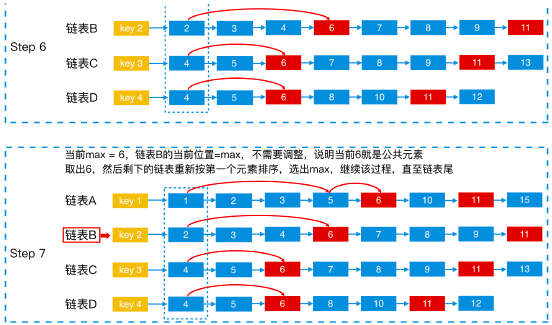 Step 6
链表B key 2 2 3 4 6 7 8 9 11
链表C key 3 4 5 6 7 8 9 11 13
链表D key 4 4 5 6 8 10 11 12
当前max = 6，链表B的当前位置=max，不需要调整，说明当前6就是公共元素
取出6，然后剩下的链表重新按第一个元素排序，选出max，继续该过程，直至链表尾
链表A key 1 1 2 3 5 6 10 11 15
链表B key 2 2 3 4 6 7 8 9 11
Step 7
链表C key 3 4 5 6 7 8 9 11 13
链表D key 4 4 5 6 8 10 11 12